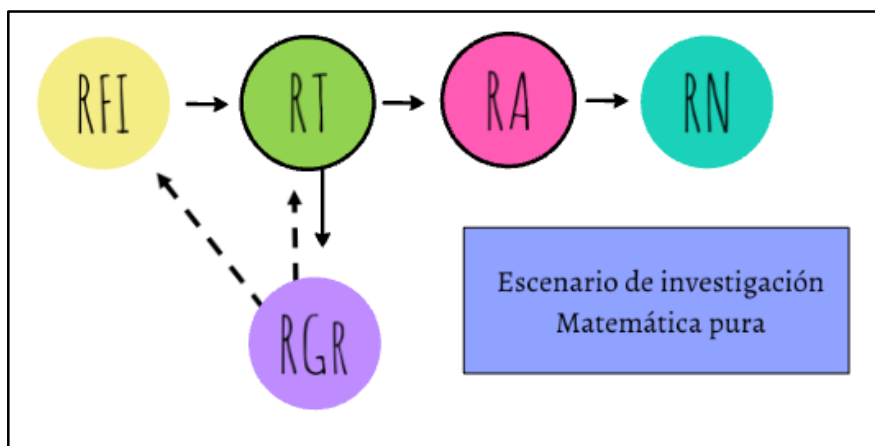 RFI
RT
RA
RN
RGr
Escenario de investigación
Matemática pura